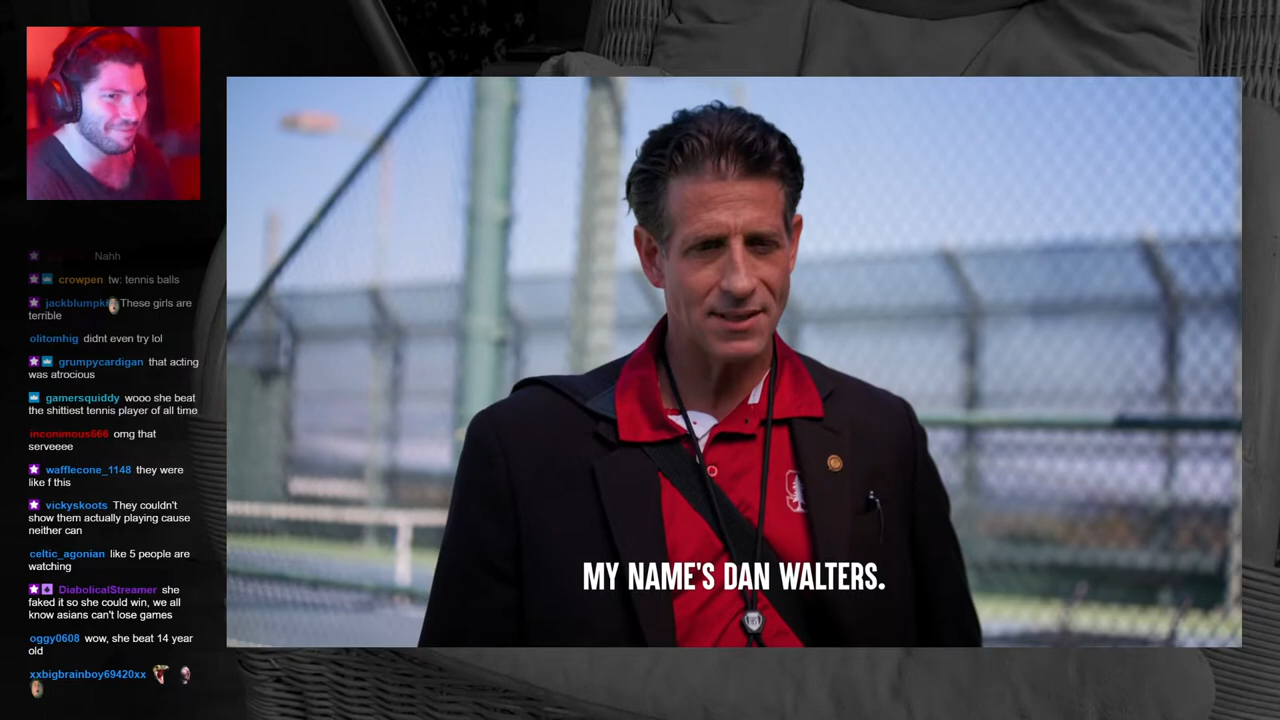 Nahh
crowpen tw: tennis balls
These girls are
terrible
olitomhig didnt even try lol
grumpycardigan that acting
was atrocious
gamersquiddy wooo she beat
the shittiest tennis player of all time
inconimous666 omg that
serveeee
wafflecone_1148 they were
like f this
vickyskoots They couldn't
show them actually playing cause
neither can
celtic_agonian like 5 people are
watching
DiabolicalStreamer she
faked it so she could win, we all
know asians can't lose games
oggy0608 wow, she beat 14 year
old
xxbigbrainboy69420xx
MY NAME'S DAN WALTERS.